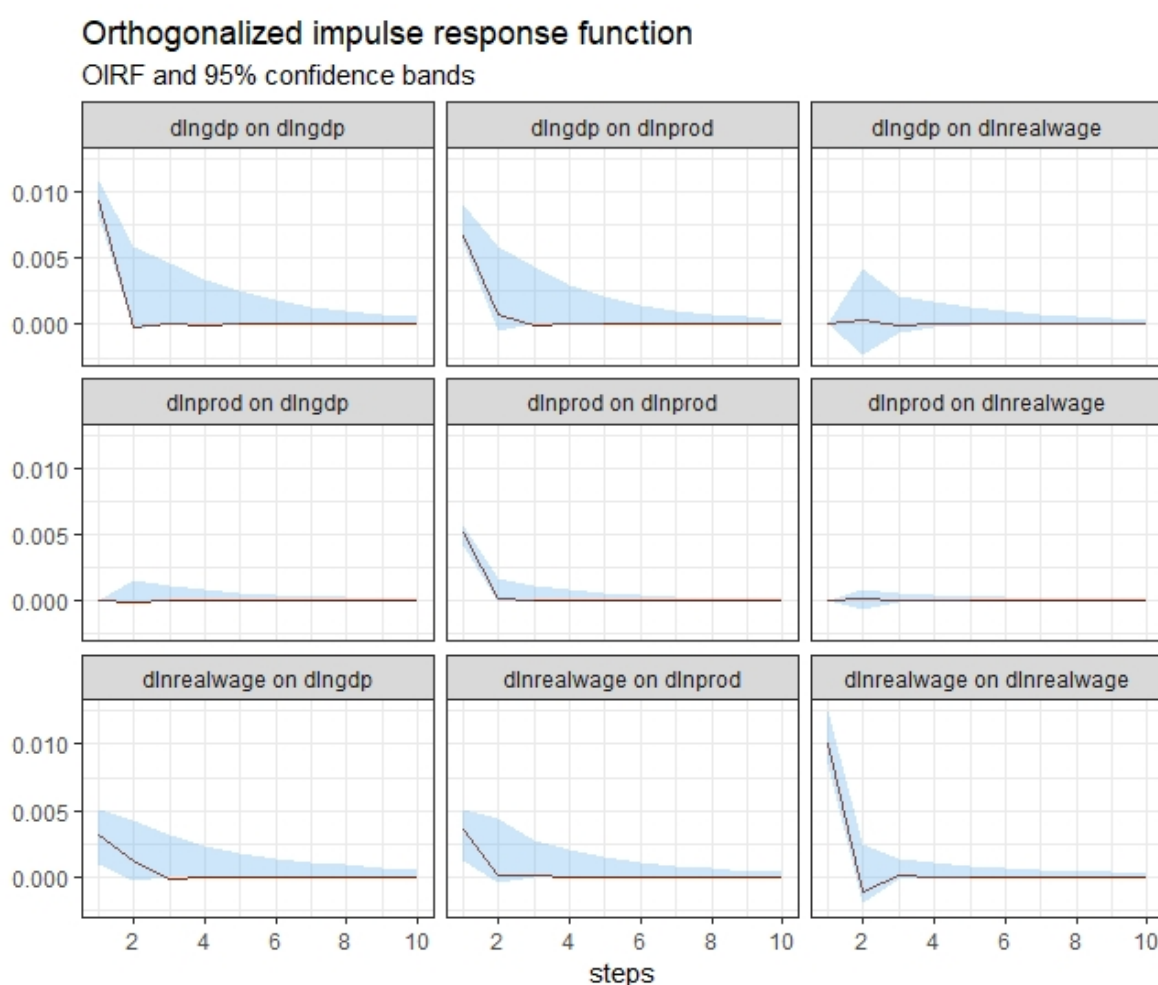 Orthogonalized impulse response function
OIRF and 95% confidence bands
dlngdp on dlngdp
dlngdp on dlnprod
dlngdp on dlnrealwage
0.010
0.005
0.000
dlnprod on dlngdp
dlnprod on dlnprod
dlnprod on dlnrealwage
0.010
0.005
0.000
dlnrealwage on dlngdp
dlnrealwage on dlnprod
dlnrealwage on dlnrealwage
0.010
0.005
0.000
2 4 6 8 10
2 4 6 8 10
2 4 6 8 10
steps